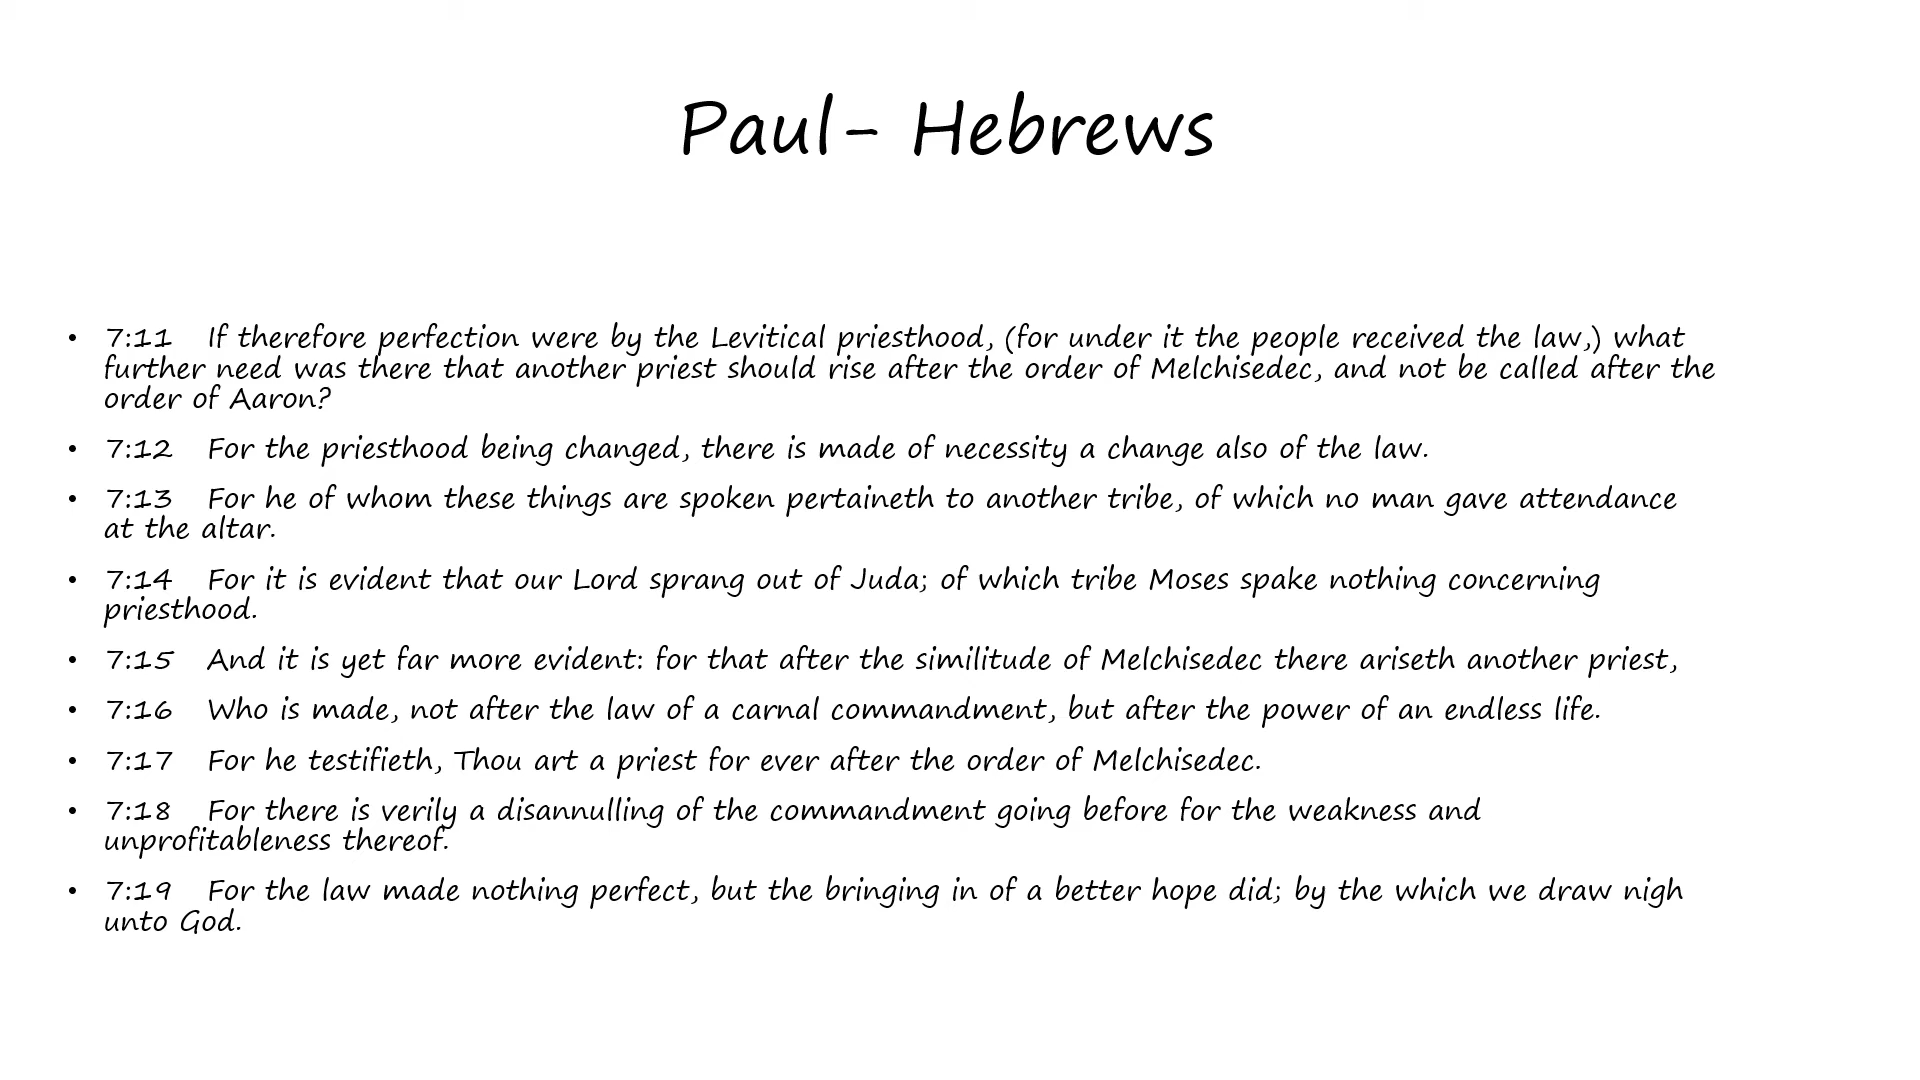 Paul- Hebrews
• 7:11 If therefore perfection were by the Levitical priesthood, (for under it the people received the law,) what
further need was there that another priest should rise after the order of Melchisedec, and not be called after the
order of Aaron?
• 7:12 For the priesthood being changed, there is made of necessity a change also of the law.
• 7:13 For he of whom these things are spoken pertaineth to another tribe, of which no man gave attendance
at the altar.
• 7:14 For it is evident that our Lord sprang out of Juda; of which tribe Moses spake nothing concerning
priesthood.
• 7:15 And it is yet far more evident: for that after the similitude of Melchisedec there ariseth another priest,
• 7:16 Who is made, not after the law of a carnal commandment, but after the power of an endless life.
• 7:17 For he testifieth, Thou art a priest for ever after the order of Melchisedec.
• 7:18 For there is verily a disannulling of the commandment going before for the weakness and
unprofitableness thereof.
• 7:19 For the law made nothing perfect, but the bringing in of a better hope did; by the which we draw nigh
unto God.